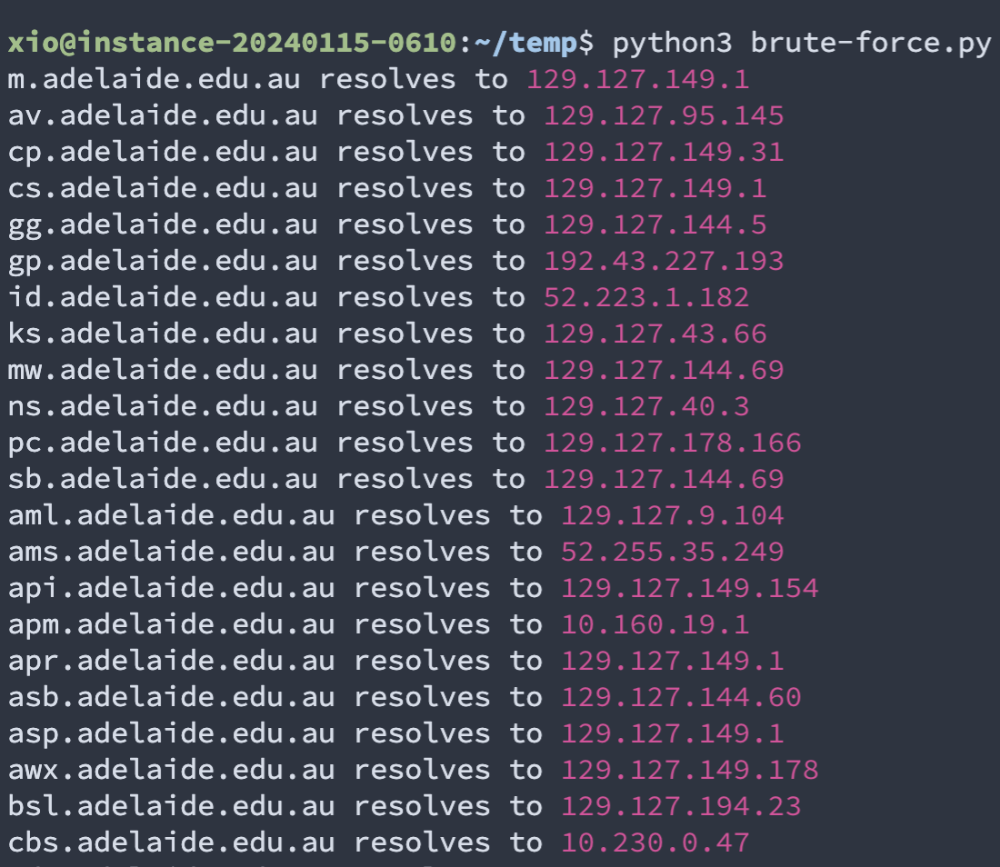 xio@instance-20240115-0610:~/temp$ python3 brute-force.py
m.adelaide.edu.au resolves to 129.127.149.1
av.adelaide.edu.au resolves to 129.127.95.145
cp.adelaide.edu.au resolves to 129.127.149.31
cs.adelaide.edu.au resolves to 129.127.149.1
gg.adelaide.edu.au resolves to 129.127.144.5
gp.adelaide.edu.au resolves to 192.43.227.193
id.adelaide.edu.au resolves to 52.223.1.182
ks.adelaide.edu.au resolves to 129.127.43.66
mw.adelaide.edu.au resolves to 129.127.144.69
ns.adelaide.edu.au resolves to 129.127.40.3
pc.adelaide.edu.au resolves to 129.127.178.166
sb.adelaide.edu.au resolves to 129.127.144.69
aml.adelaide.edu.au resolves to 129.127.9.104
ams.adelaide.edu.au resolves to 52.255.35.249
api.adelaide.edu.au resolves to 129.127.149.154
apm.adelaide.edu.au resolves to 10.160.19.1
apr.adelaide.edu.au resolves to 129.127.149.1
asb.adelaide.edu.au resolves to 129.127.144.60
asp.adelaide.edu.au resolves to 129.127.149.1
awx.adelaide.edu.au resolves to 129.127.149.178
bsl.adelaide.edu.au resolves to 129.127.194.23
cbs.adelaide.edu.au resolves to 10.230.0.47